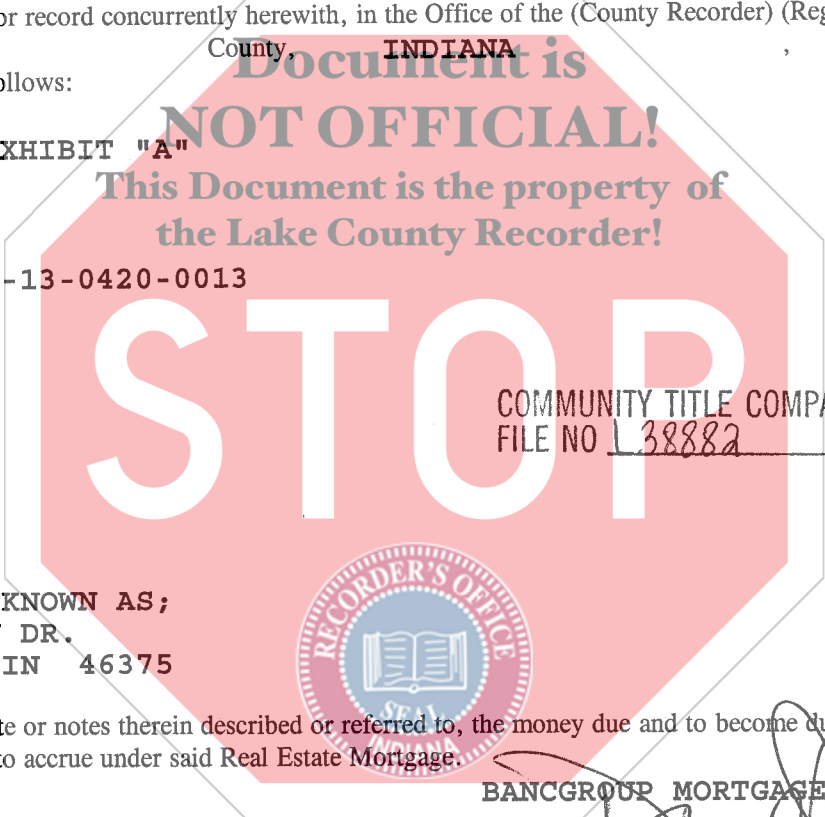 or record concurrently herewith, in the Office of the (County Recorder) (Reg
County, INDIANA ,
ollows:
Document is
NOT OFFICIAL!
XHIBIT "A"
This Document is the property of
the Lake County Recorder!
-13-0420-0013
STOP
COMMUNITY TITLE COMPA
FILE NO L38882
KNOWN AS;
DR.
IN 46375
RECORDER'S OFFICE
SEAL
INDIANA
te or notes therein described or referred to, the money due and to become du
to accrue under said Real Estate Mortgage.
BANCGROUP MORTGAGE